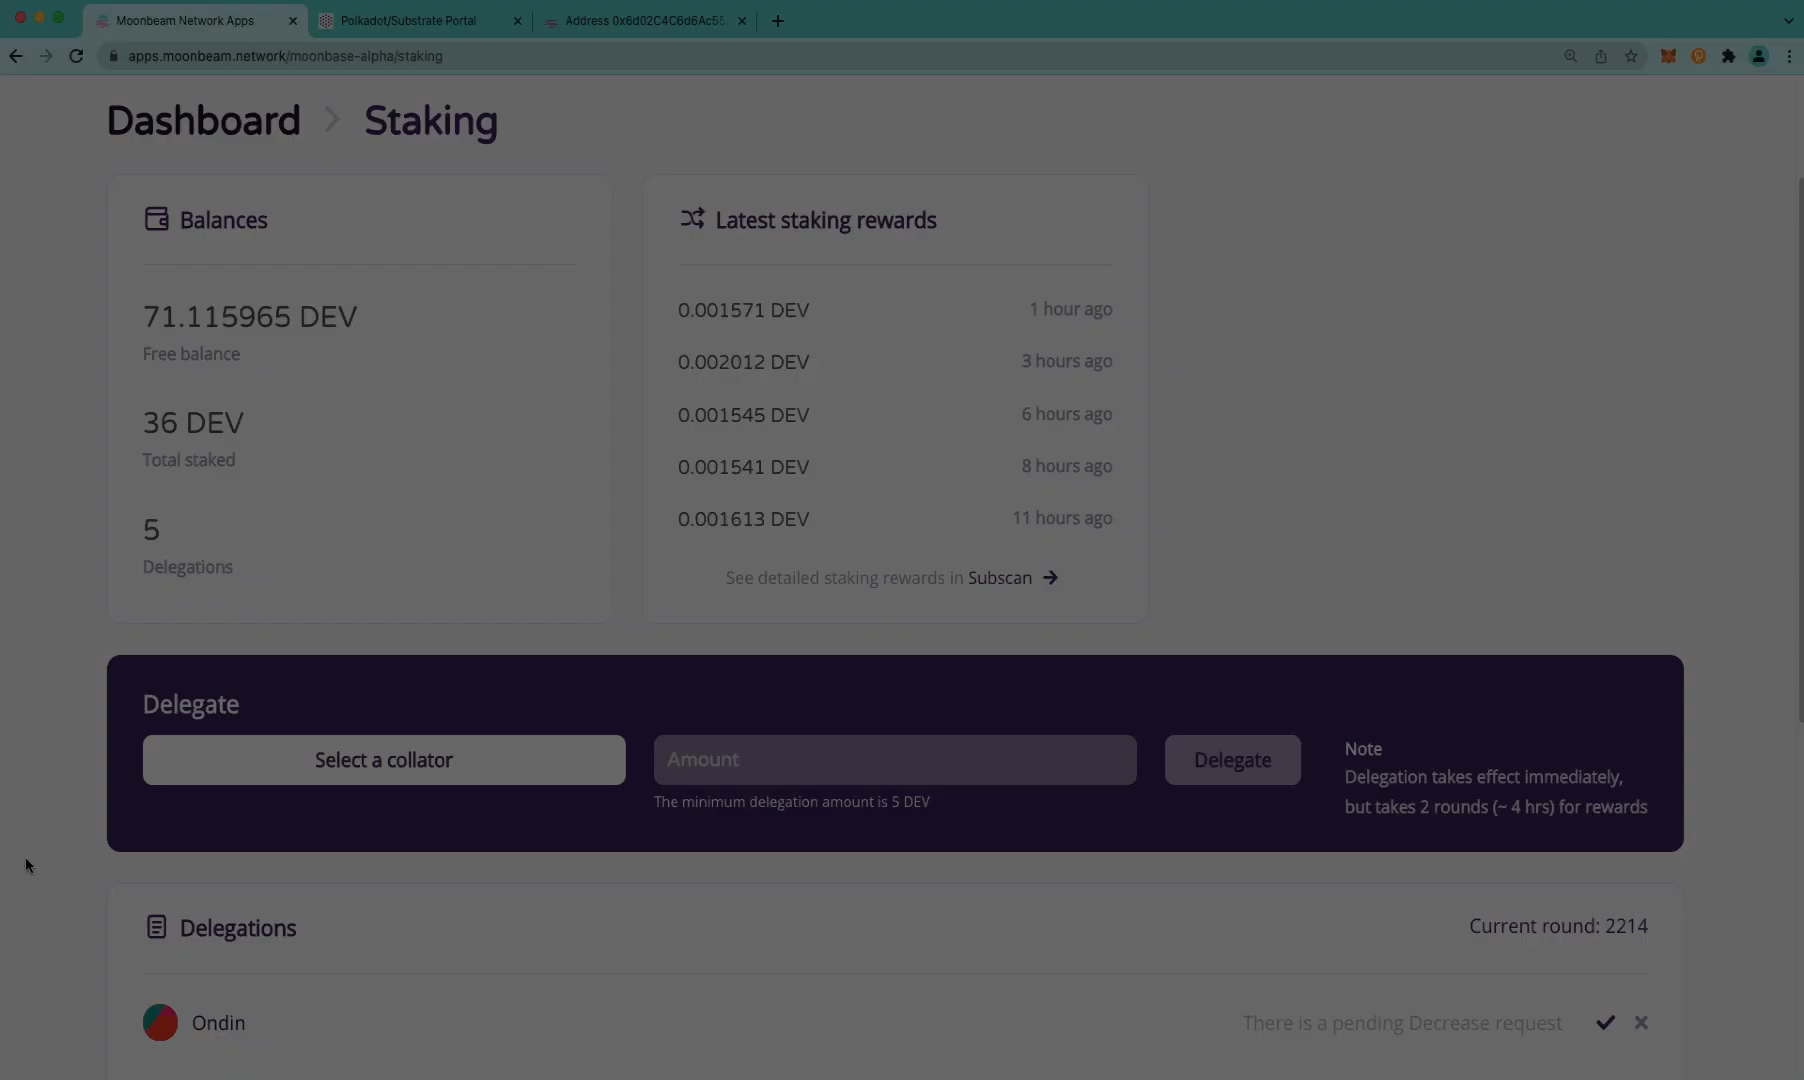 Moonbeam Network Apps
Polkadot/Substrate Portal
Address 0x6d02C4C6d6Ac55
apps.moonbeam.network/moonbase-alpha/staking
Dashboard > Staking
Balances
71.115965 DEV
Free balance
36 DEV
Total staked
5
Delegations
Latest staking rewards
0.001571 DEV 1 hour ago
0.002012 DEV 3 hours ago
0.001545 DEV 6 hours ago
0.001541 DEV 8 hours ago
0.001613 DEV 11 hours ago
See detailed staking rewards in Subscan →
Delegate
Select a collator
Amount
Delegate
The minimum delegation amount is 5 DEV
Note
Delegation takes effect immediately,
but takes 2 rounds (~ 4 hrs) for rewards
Delegations
Current round: 2214
Ondin
There is a pending Decrease request